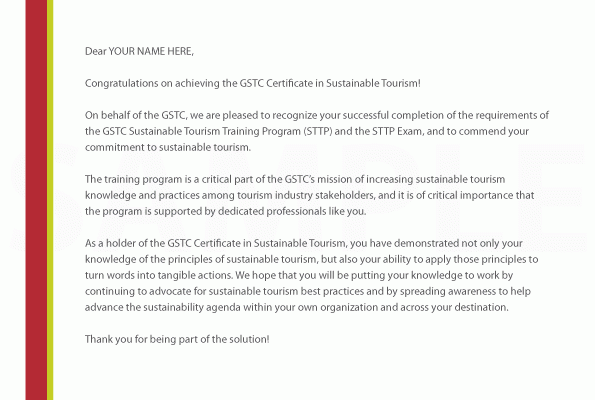 Dear YOUR NAME HERE,
Congratulations on achieving the GSTC Certificate in Sustainable Tourism!
On behalf of the GSTC, we are pleased to recognize your successful completion of the requirements of
the GSTC Sustainable Tourism Training Program (STTP) and the STTP Exam, and to commend your
commitment to sustainable tourism.
The training program is a critical part of the GSTC's mission of increasing sustainable tourism
knowledge and practices among tourism industry stakeholders, and it is of critical importance that
the program is supported by dedicated professionals like you.
As a holder of the GSTC Certificate in Sustainable Tourism, you have demonstrated not only your
knowledge of the principles of sustainable tourism, but also your ability to apply those principles to
turn words into tangible actions. We hope that you will be putting your knowledge to work by
continuing to advocate for sustainable tourism best practices and by spreading awareness to help
advance the sustainability agenda within your own organization and across your destination.
Thank you for being part of the solution!
SAMPLE